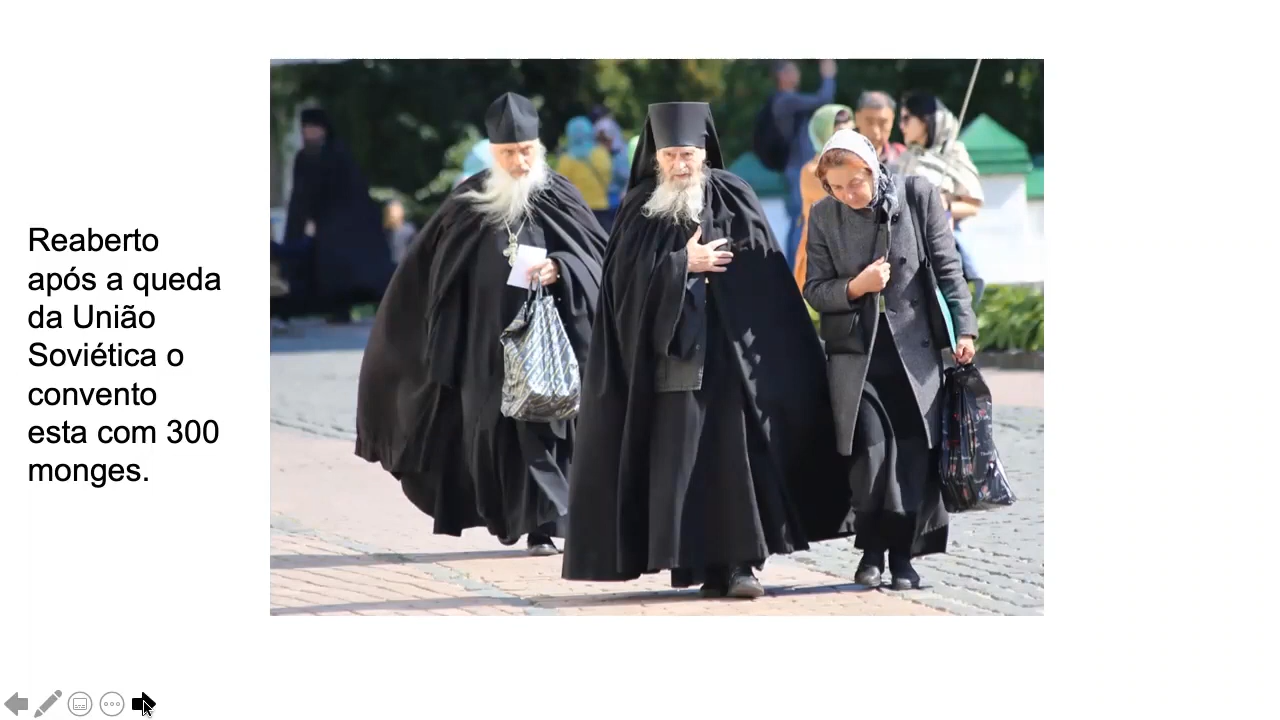 Reaberto
após a queda
da União
Soviética o
convento
esta com 300
monges.